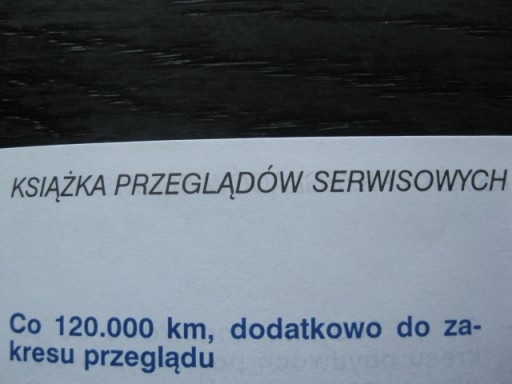 KSIĄŻKA PRZEGLĄDÓW SERWISOWYCH
Co 120.000 km, dodatkowo do za-
kresu przeglądu